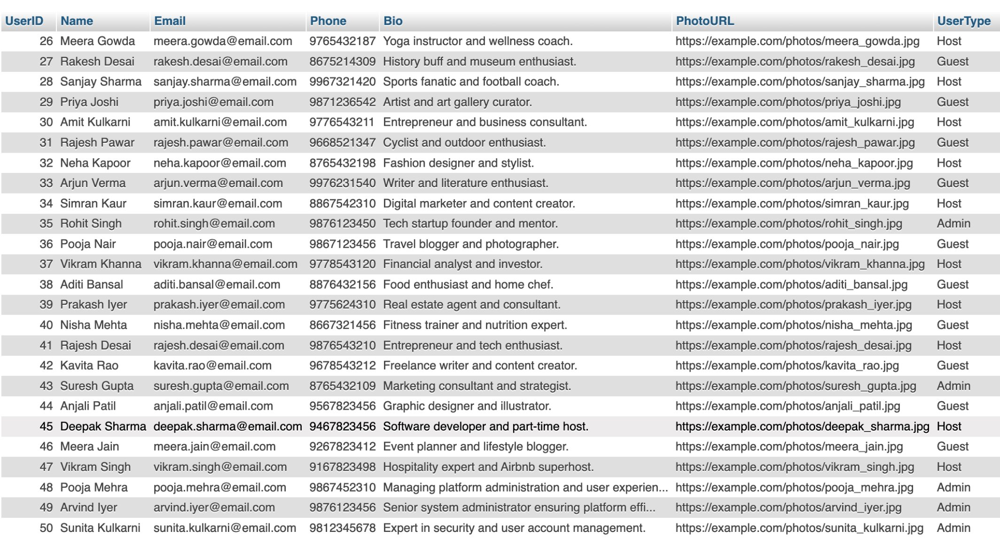 UserID Name Email Phone Bio PhotoURL UserType
26 Meera Gowda meera.gowda@email.com 9765432187 Yoga instructor and wellness coach. https://example.com/photos/meera_gowda.jpg Host
27 Rakesh Desai rakesh.desai@email.com 8675214309 History buff and museum enthusiast. https://example.com/photos/rakesh_desai.jpg Guest
28 Sanjay Sharma sanjay.sharma@email.com 9967321420 Sports fanatic and football coach. https://example.com/photos/sanjay_sharma.jpg Host
29 Priya Joshi priya.joshi@email.com 9871236542 Artist and art gallery curator. https://example.com/photos/priya_joshi.jpg Guest
30 Amit Kulkarni amit.kulkarni@email.com 9776543211 Entrepreneur and business consultant. https://example.com/photos/amit_kulkarni.jpg Host
31 Rajesh Pawar rajesh.pawar@email.com 9668521347 Cyclist and outdoor enthusiast. https://example.com/photos/rajesh_pawar.jpg Guest
32 Neha Kapoor neha.kapoor@email.com 8765432198 Fashion designer and stylist. https://example.com/photos/neha_kapoor.jpg Host
33 Arjun Verma arjun.verma@email.com 9976231540 Writer and literature enthusiast. https://example.com/photos/arjun_verma.jpg Guest
34 Simran Kaur simran.kaur@email.com 8867542310 Digital marketer and content creator. https://example.com/photos/simran_kaur.jpg Host
35 Rohit Singh rohit.singh@email.com 9876123450 Tech startup founder and mentor. https://example.com/photos/rohit_singh.jpg Admin
36 Pooja Nair pooja.nair@email.com 9867123456 Travel blogger and photographer. https://example.com/photos/pooja_nair.jpg Guest
37 Vikram Khanna vikram.khanna@email.com 9778543120 Financial analyst and investor. https://example.com/photos/vikram_khanna.jpg Host
38 Aditi Bansal aditi.bansal@email.com 8876432156 Food enthusiast and home chef. https://example.com/photos/aditi_bansal.jpg Guest
39 Prakash Iyer prakash.iyer@email.com 9775624310 Real estate agent and consultant. https://example.com/photos/prakash_iyer.jpg Host
40 Nisha Mehta nisha.mehta@email.com 8667321456 Fitness trainer and nutrition expert. https://example.com/photos/nisha_mehta.jpg Guest
41 Rajesh Desai rajesh.desai@email.com 9876543210 Entrepreneur and tech enthusiast. https://example.com/photos/rajesh_desai.jpg Host
42 Kavita Rao kavita.rao@email.com 9678543212 Freelance writer and content creator. https://example.com/photos/kavita_rao.jpg Guest
43 Suresh Gupta suresh.gupta@email.com 8765432109 Marketing consultant and strategist. https://example.com/photos/suresh_gupta.jpg Admin
44 Anjali Patil anjali.patil@email.com 9567823456 Graphic designer and illustrator. https://example.com/photos/anjali_patil.jpg Guest
45 Deepak Sharma deepak.sharma@email.com 9467823456 Software developer and part-time host. https://example.com/photos/deepak_sharma.jpg Host
46 Meera Jain meera.jain@email.com 9267823412 Event planner and lifestyle blogger. https://example.com/photos/meera_jain.jpg Guest
47 Vikram Singh vikram.singh@email.com 9167823498 Hospitality expert and Airbnb superhost. https://example.com/photos/vikram_singh.jpg Host
48 Pooja Mehra pooja.mehra@email.com 9867452310 Managing platform administration and user experien... https://example.com/photos/pooja_mehra.jpg Admin
49 Arvind Iyer arvind.iyer@email.com 9876123456 Senior system administrator ensuring platform effi... https://example.com/photos/arvind_iyer.jpg Admin
50 Sunita Kulkarni sunita.kulkarni@email.com 9812345678 Expert in security and user account management. https://example.com/photos/sunita_kulkarni.jpg Admin